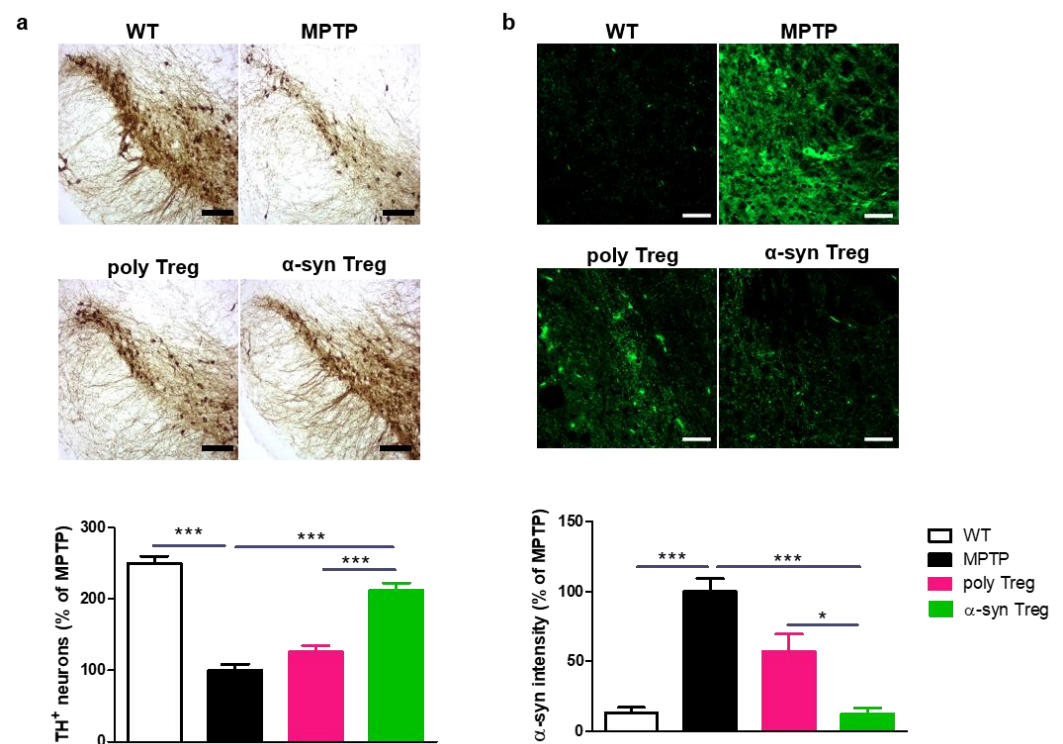 a
WT
MPTP
poly Treg
α-syn Treg
TH+ neurons (% of MPTP)
300
200
100
0
***
***
***
b
WT
MPTP
poly Treg
α-syn Treg
α-syn intensity (% of MPTP)
150
100
50
0
***
***
*
WT
MPTP
poly Treg
α-syn Treg